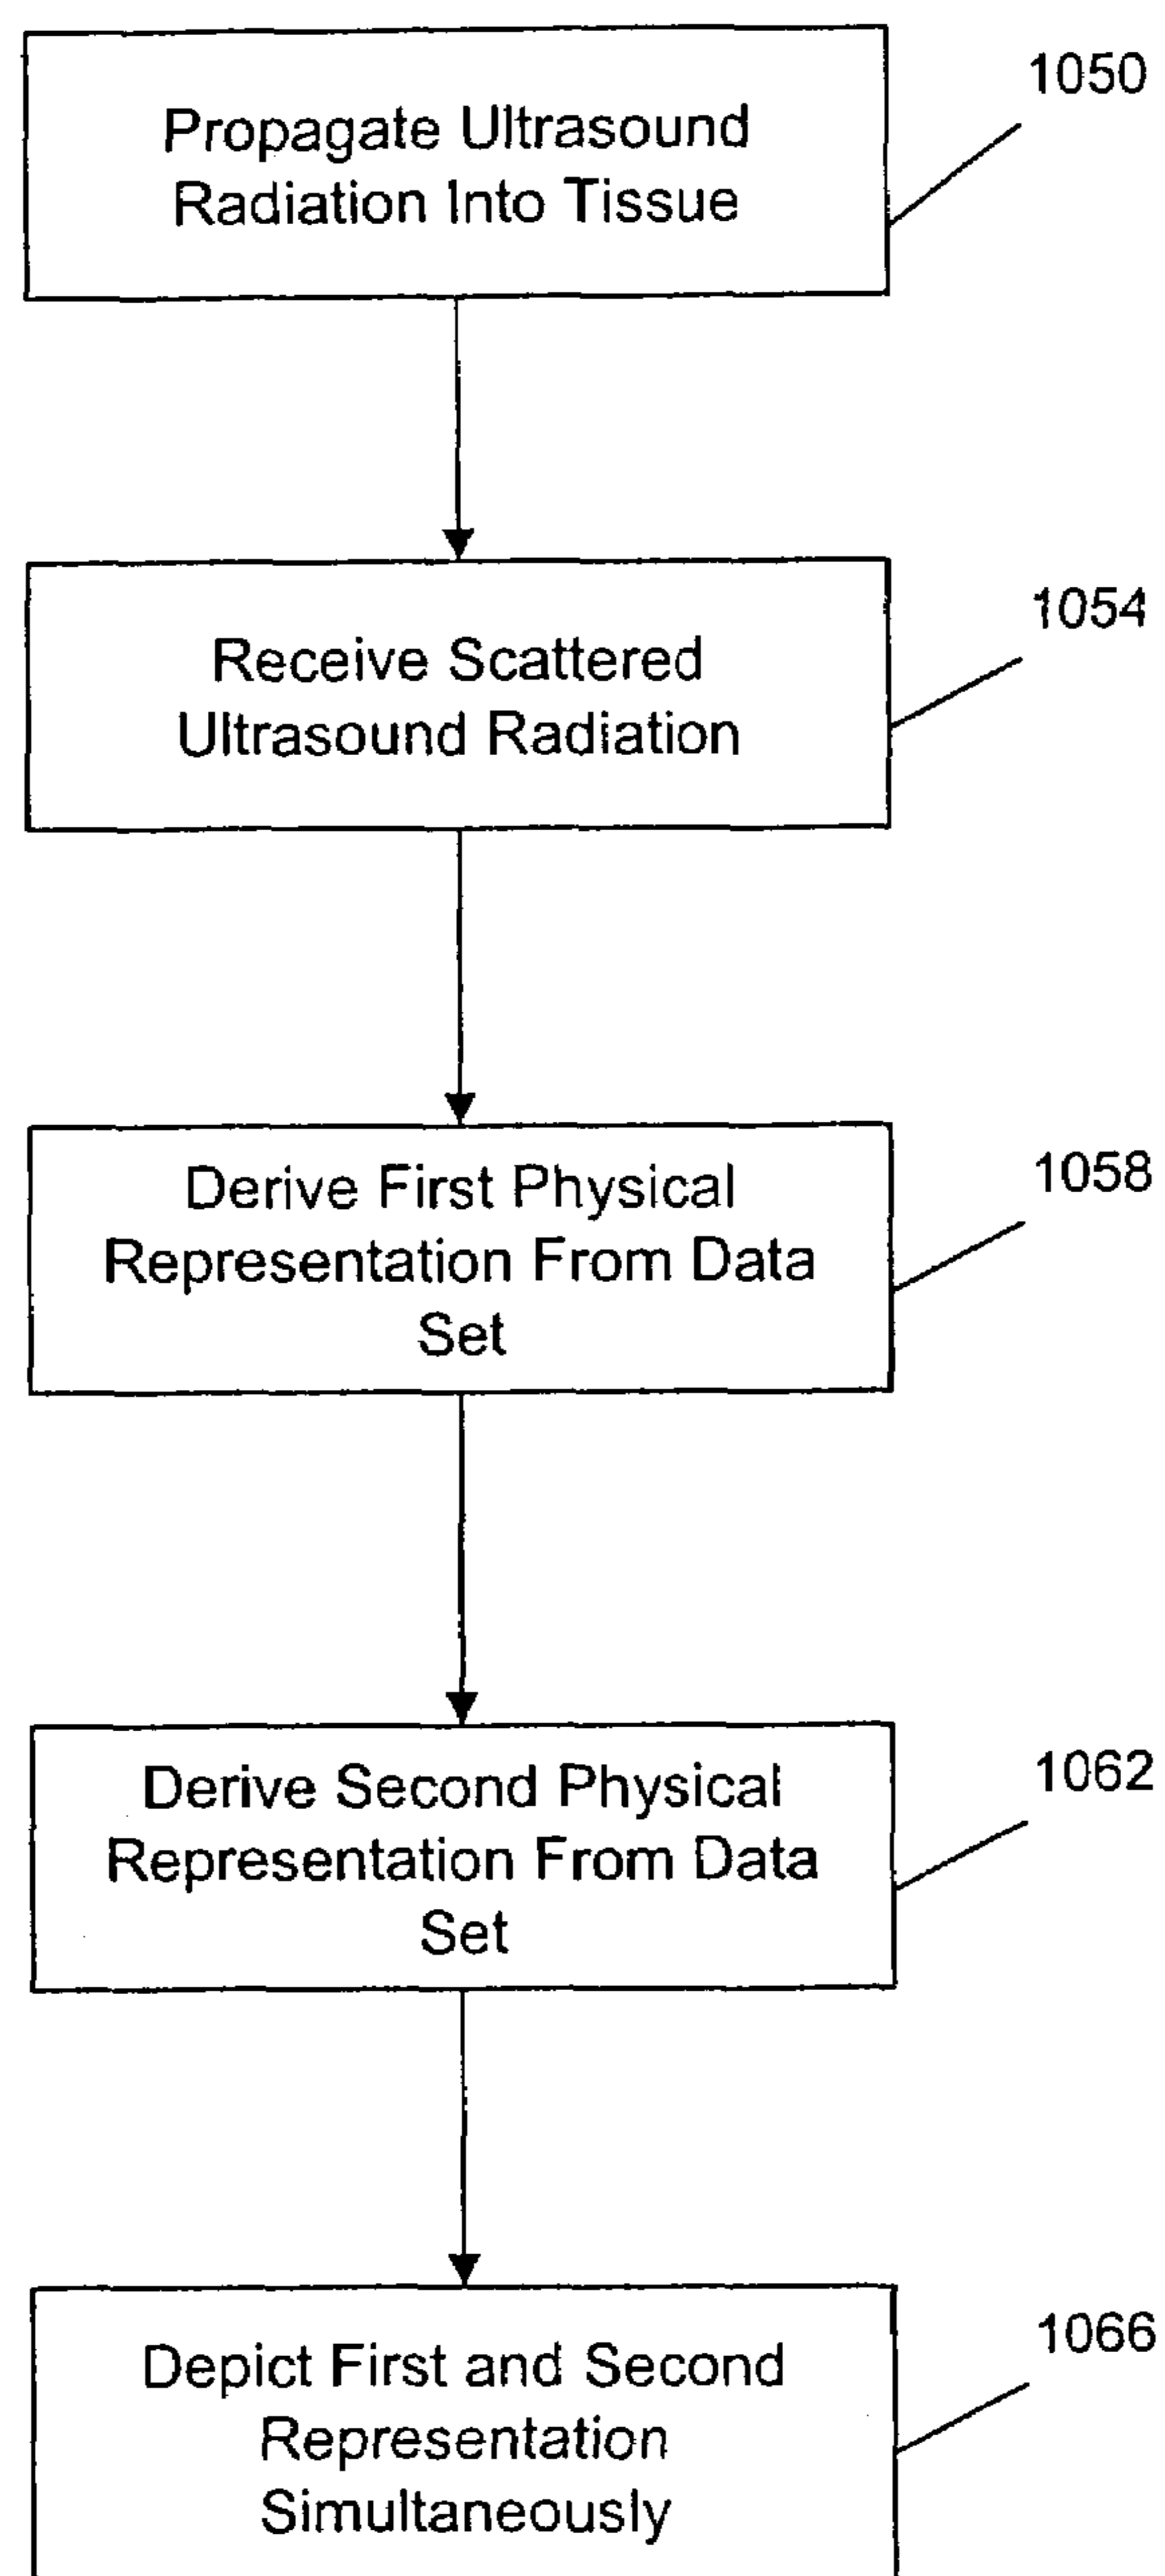 Propagate Ultrasound
Radiation Into Tissue
1050
Receive Scattered
Ultrasound Radiation
1054
Derive First Physical
Representation From Data
Set
1058
Derive Second Physical
Representation From Data
Set
1062
Depict First and Second
Representation
Simultaneously
1066